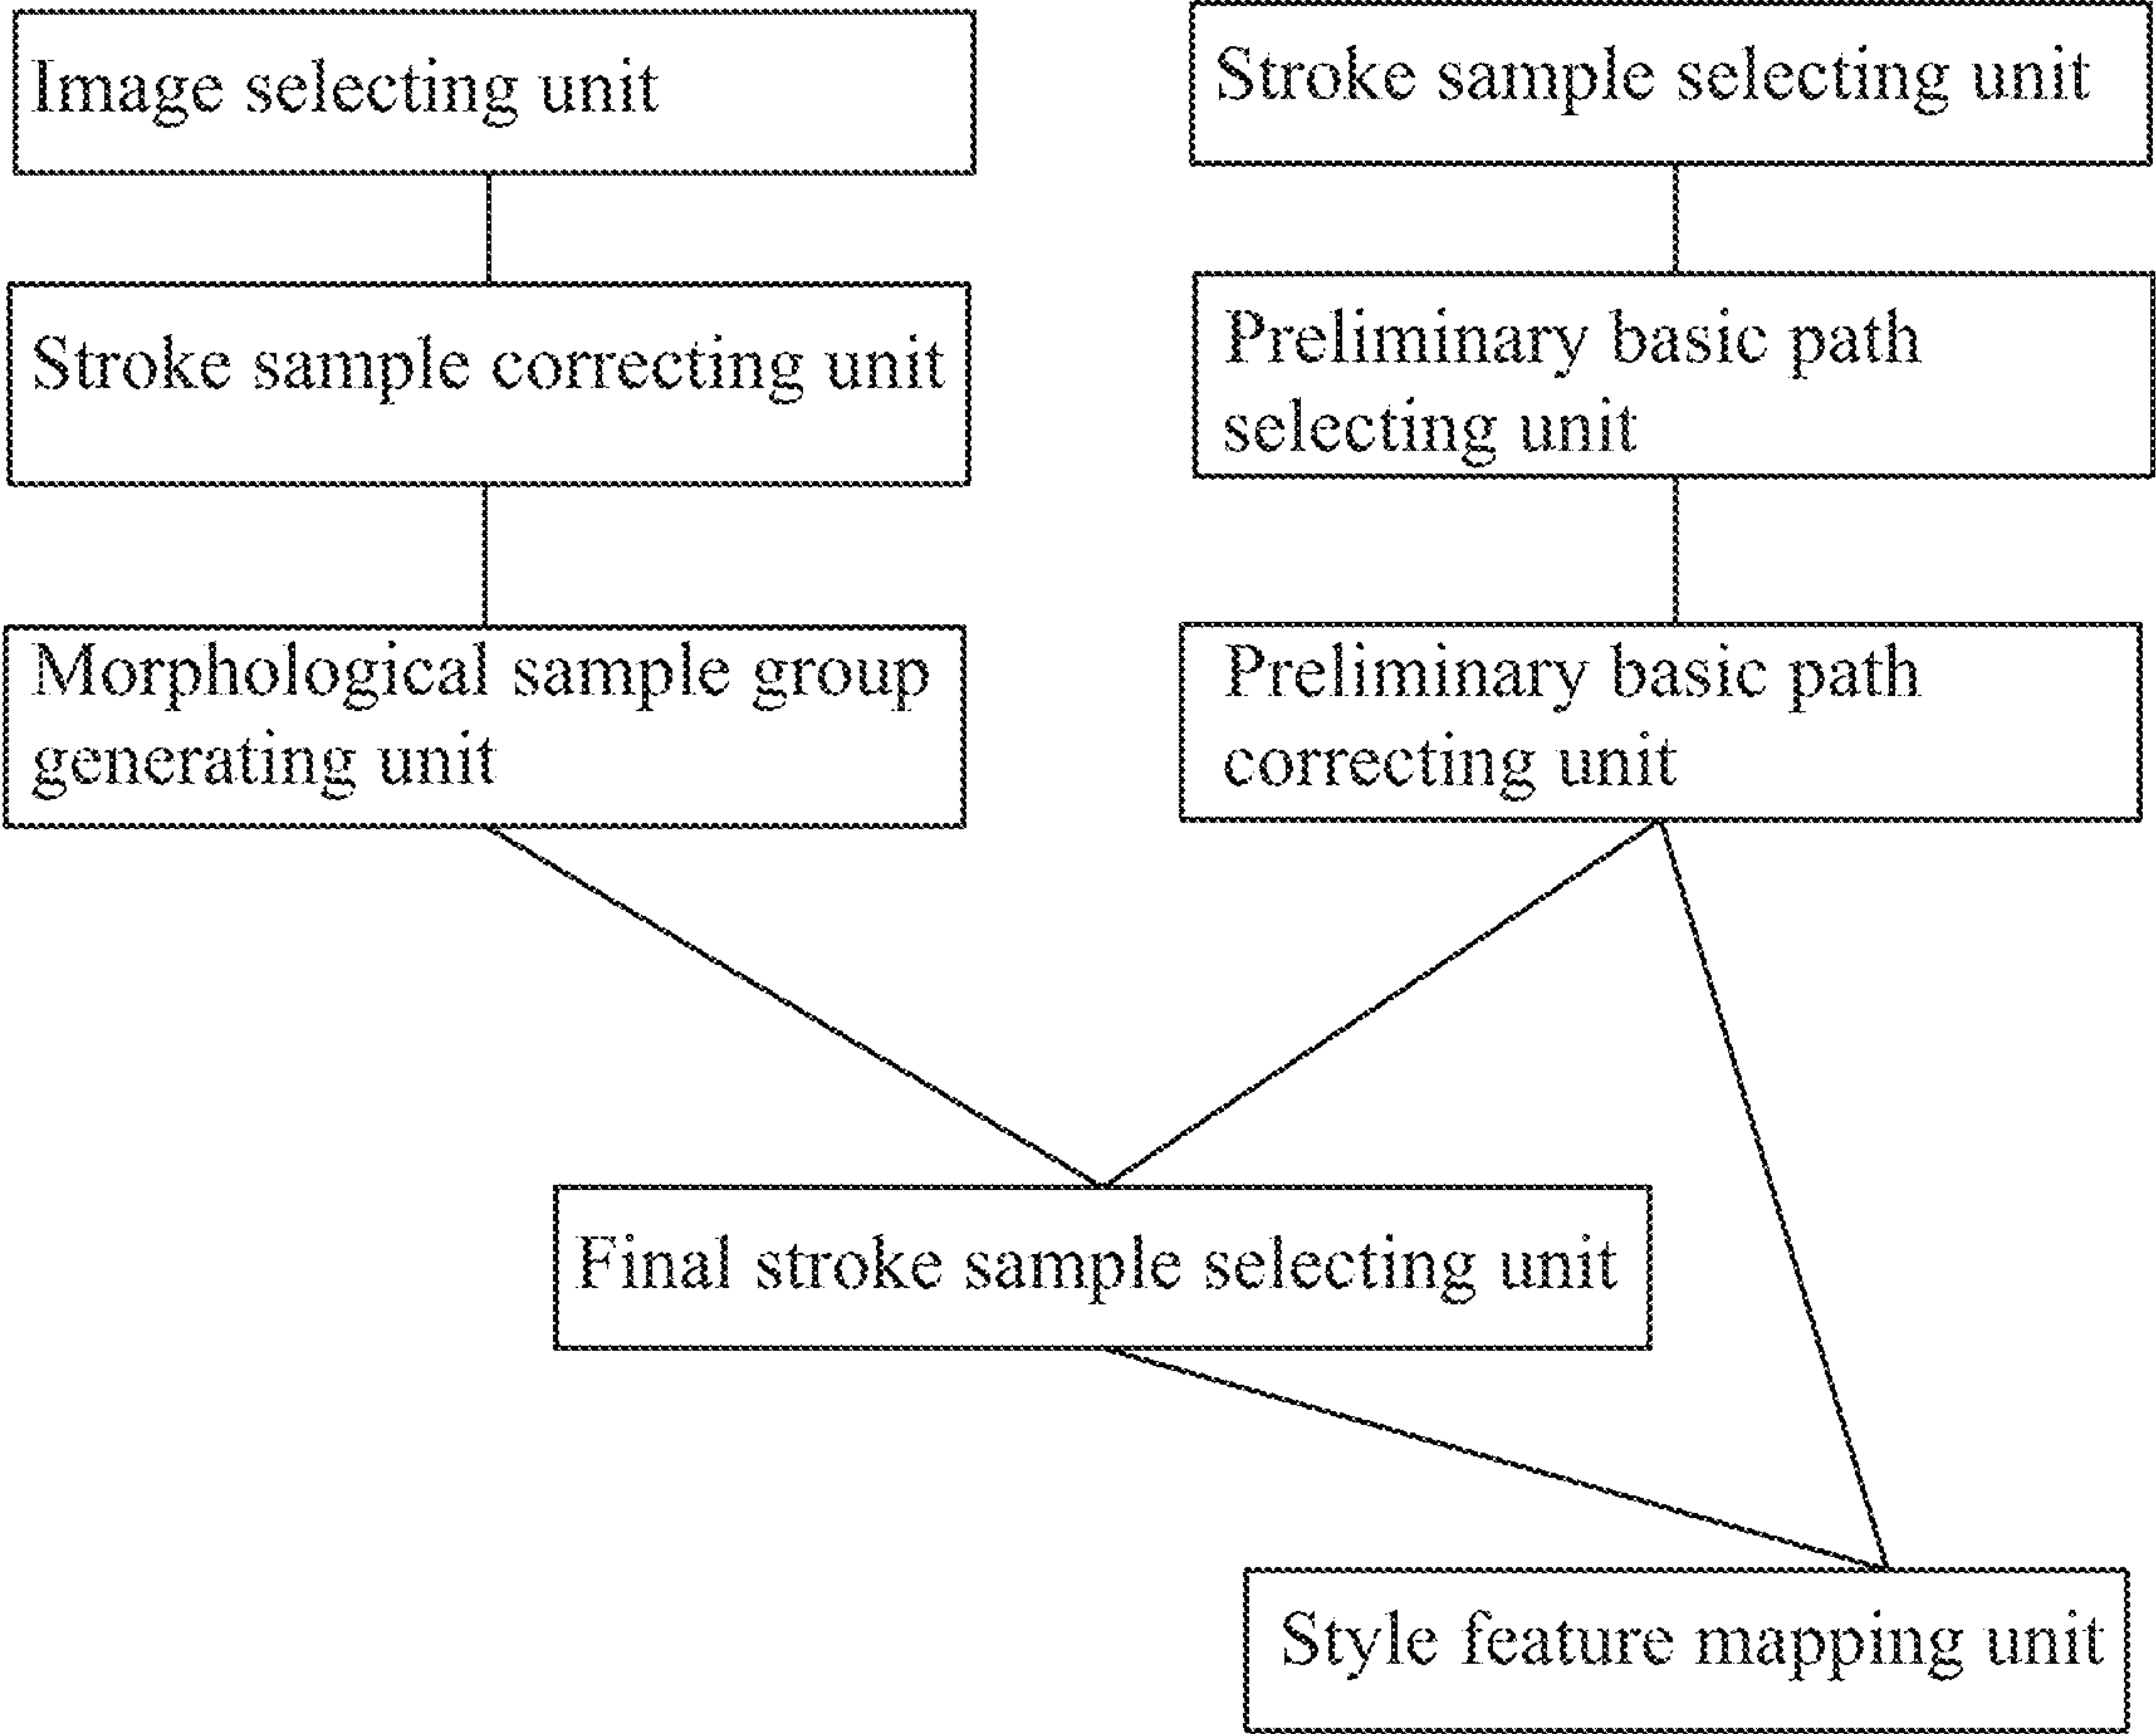 Image selecting unit
Stroke sample correcting unit
Morphological sample group
generating unit
Stroke sample selecting unit
Preliminary basic path
selecting unit
Preliminary basic path
correcting unit
Final stroke sample selecting unit
Style feature mapping unit